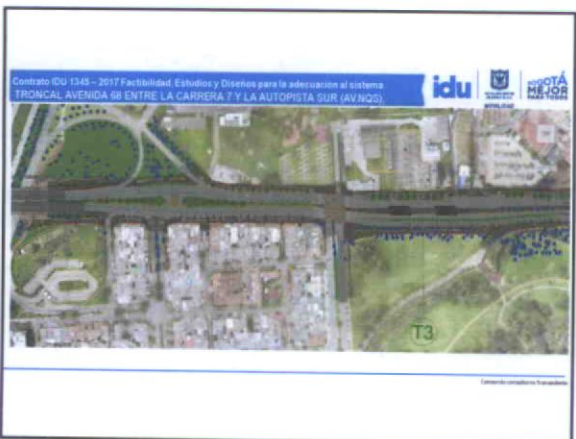 Contrato IDU 1345 – 2017 Factibilidad, Estudios y Diseños para la adecuación al sistema
TRONCAL AVENIDA 68 ENTRE LA CARRERA 7 Y LA AUTOPISTA SUR (AV.NQS)
idu
MOVILIDAD
BOGOTÁ
MEJOR
PARA TODOS
T3